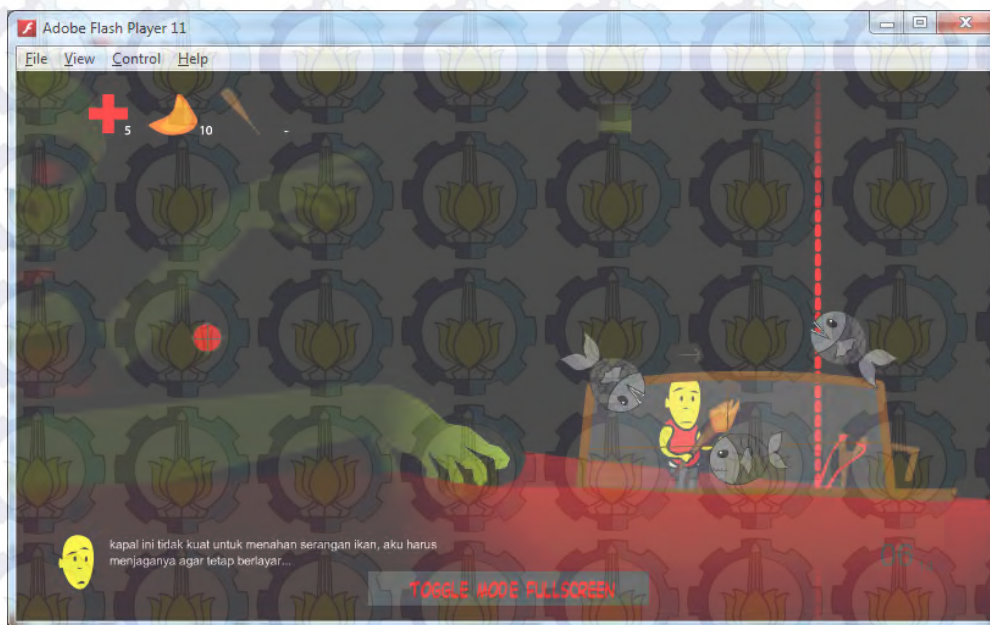 Adobe Flash Player 11
File View Control Help
5 10 -
kapal ini tidak kuat untuk menahan serangan ikan, aku harus
menjaganya agar tetap berlayar...
TOGGLE MODE FULLSCREEN